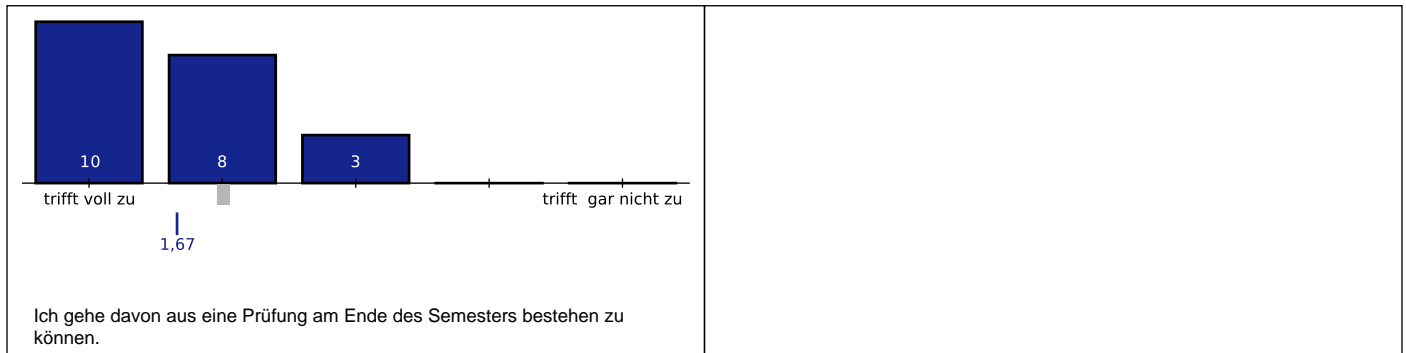 10 8 3
trifft voll zu trifft gar nicht zu
1,67
Ich gehe davon aus eine Prüfung am Ende des Semesters bestehen zu
können.